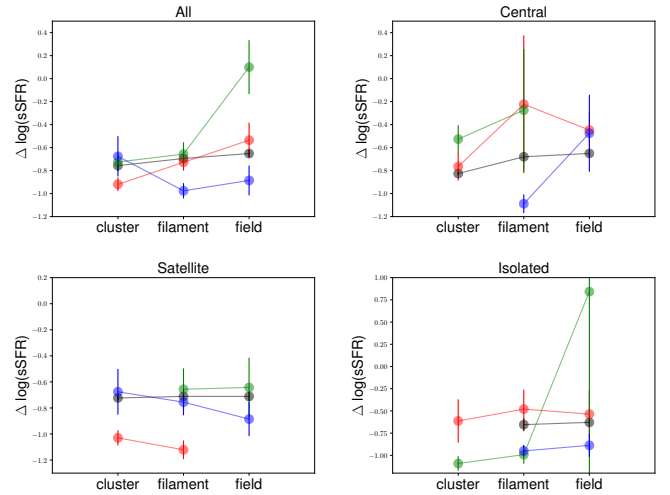 All
Δ log(sSFR)
0.4
0.2
0.0
−0.2
−0.4
−0.6
−0.8
−1.0
−1.2
cluster filament field
Central
Δ log(sSFR)
0.4
0.2
0.0
−0.2
−0.4
−0.6
−0.8
−1.0
−1.2
cluster filament field
Satellite
Δ log(sSFR)
0.2
0.0
−0.2
−0.4
−0.6
−0.8
−1.0
−1.2
cluster filament field
Isolated
Δ log(sSFR)
1.00
0.75
0.50
0.25
0.00
−0.25
−0.50
−0.75
−1.00
cluster filament field